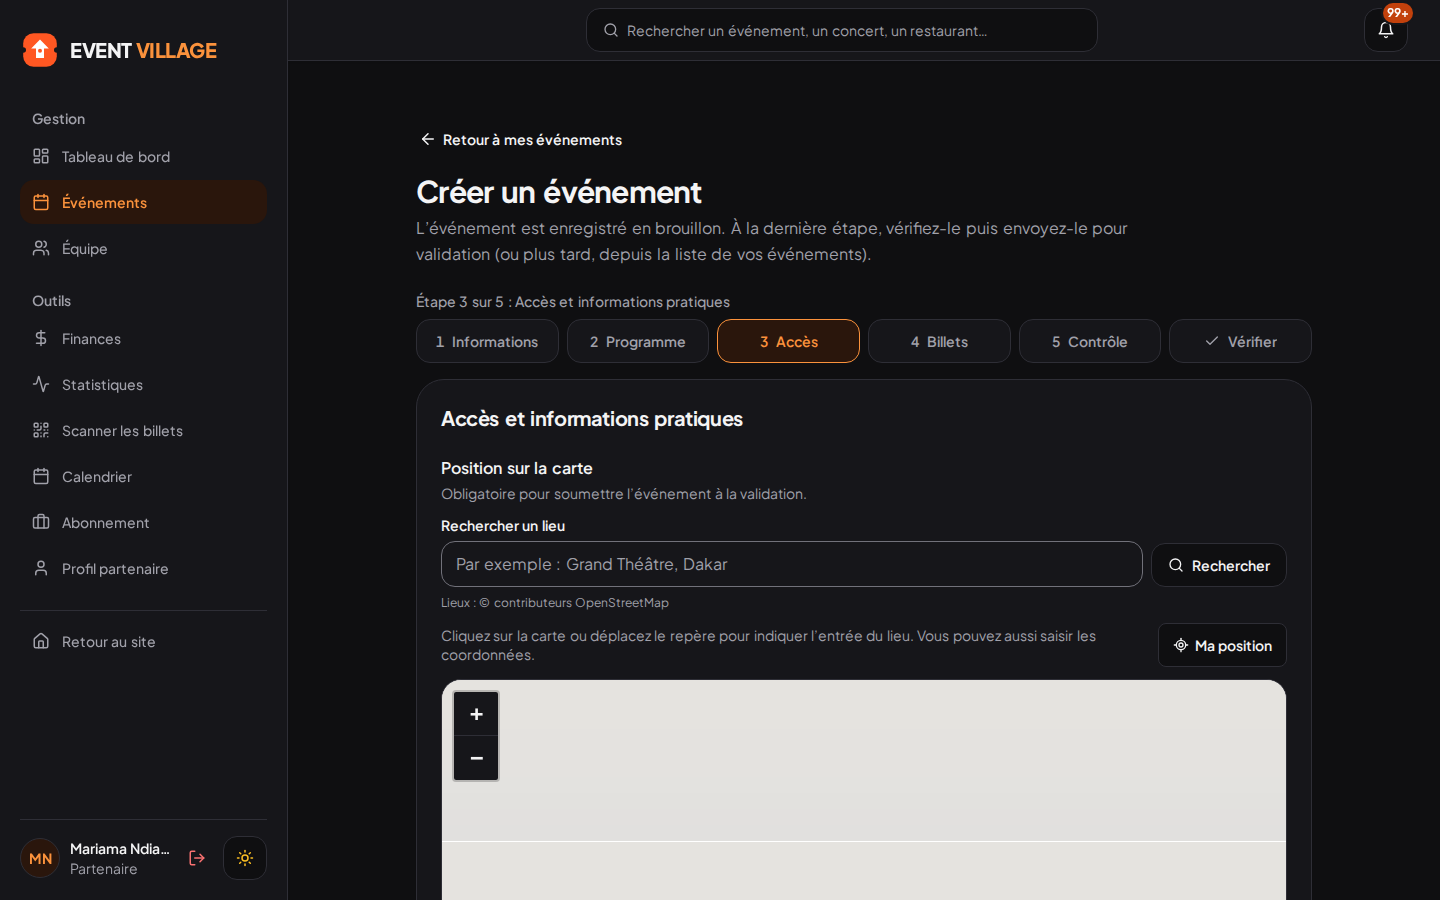 EVENT VILLAGE
Rechercher un événement, un concert, un restaurant...
99+
Gestion
Tableau de bord
Événements
Équipe
Outils
Finances
Statistiques
Scanner les billets
Calendrier
Abonnement
Profil partenaire
Retour au site
MN
Mariama Ndia...
Partenaire
Retour à mes événements
Créer un événement
L'événement est enregistré en brouillon. À la dernière étape, vérifiez-le puis envoyez-le pour
validation (ou plus tard, depuis la liste de vos événements).
Étape 3 sur 5 : Accès et informations pratiques
1 Informations
2 Programme
3 Accès
4 Billets
5 Contrôle
Vérifier
Accès et informations pratiques
Position sur la carte
Obligatoire pour soumettre l'événement à la validation.
Rechercher un lieu
Par exemple : Grand Théâtre, Dakar
Rechercher
Lieux : © contributeurs OpenStreetMap
Cliquez sur la carte ou déplacez le repère pour indiquer l'entrée du lieu. Vous pouvez aussi saisir les
coordonnées.
Ma position
+
−